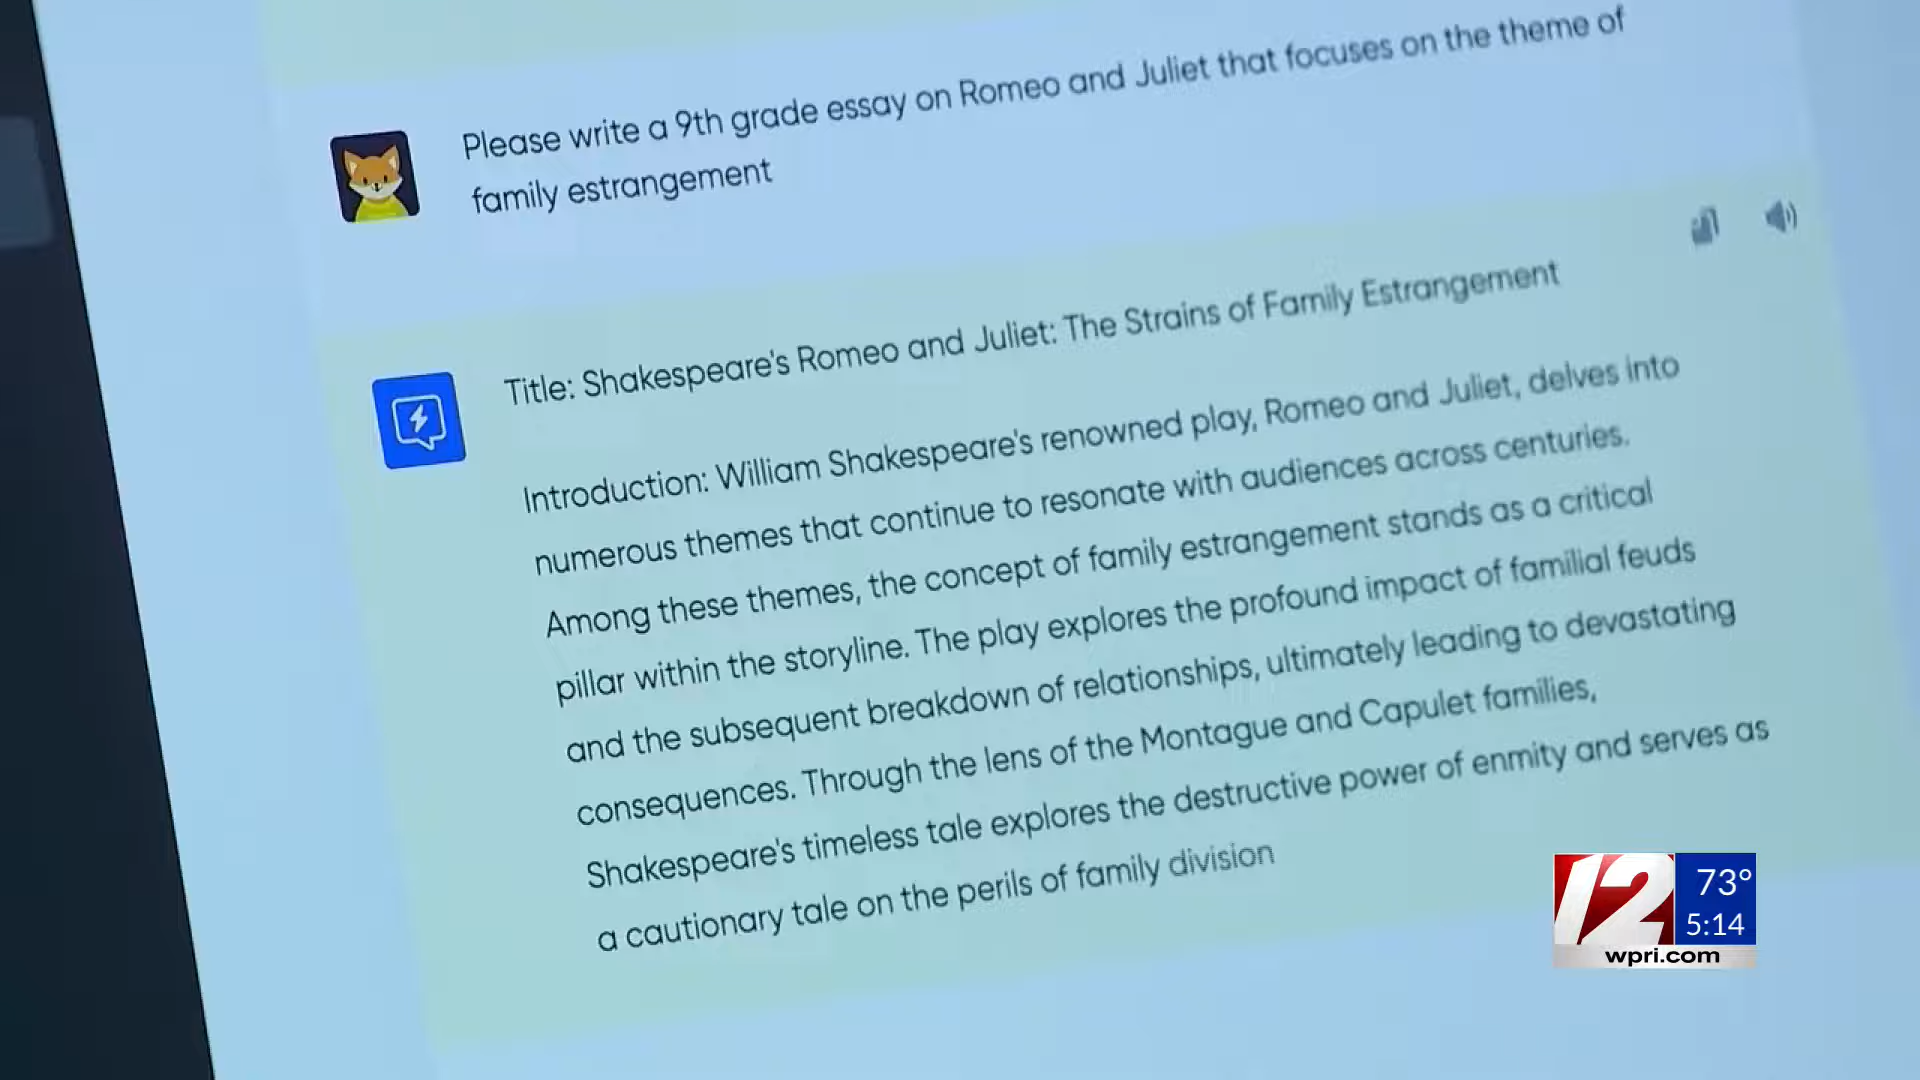 Please write a 9th grade essay on Romeo and Juliet that focuses on the theme of
family estrangement
Title: Shakespeare's Romeo and Juliet: The Strains of Family Estrangement
Introduction: William Shakespeare's renowned play, Romeo and Juliet, delves into
numerous themes that continue to resonate with audiences across centuries.
Among these themes, the concept of family estrangement stands as a critical
pillar within the storyline. The play explores the profound impact of familial feuds
and the subsequent breakdown of relationships, ultimately leading to devastating
consequences. Through the lens of the Montague and Capulet families,
Shakespeare's timeless tale explores the destructive power of enmity and serves as
a cautionary tale on the perils of family division
12
73°
5:14
wpri.com